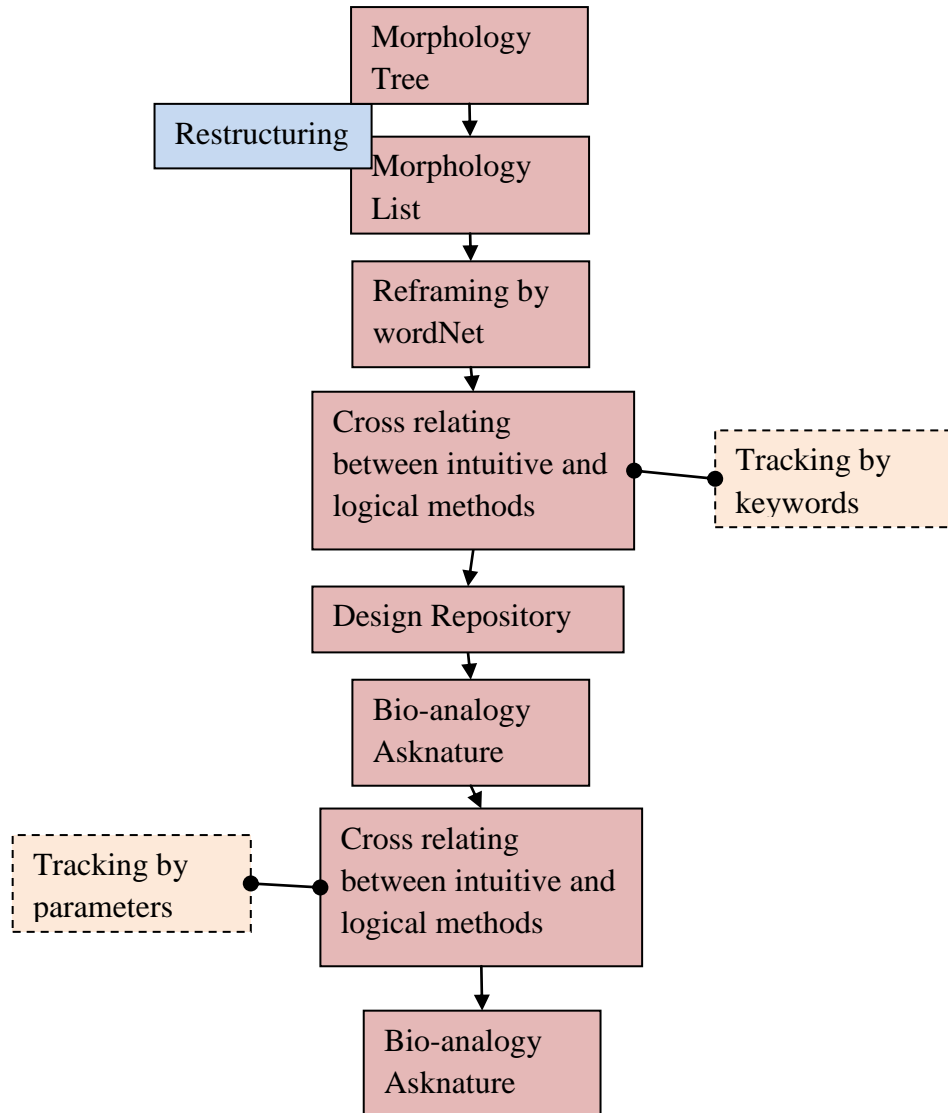 Morphology
Tree
Restructuring
Morphology
List
Reframing by
wordNet
Cross relating
between intuitive and
logical methods
Tracking by
keywords
Design Repository
Bio-analogy
Asknature
Cross relating
between intuitive and
logical methods
Tracking by
parameters
Bio-analogy
Asknature